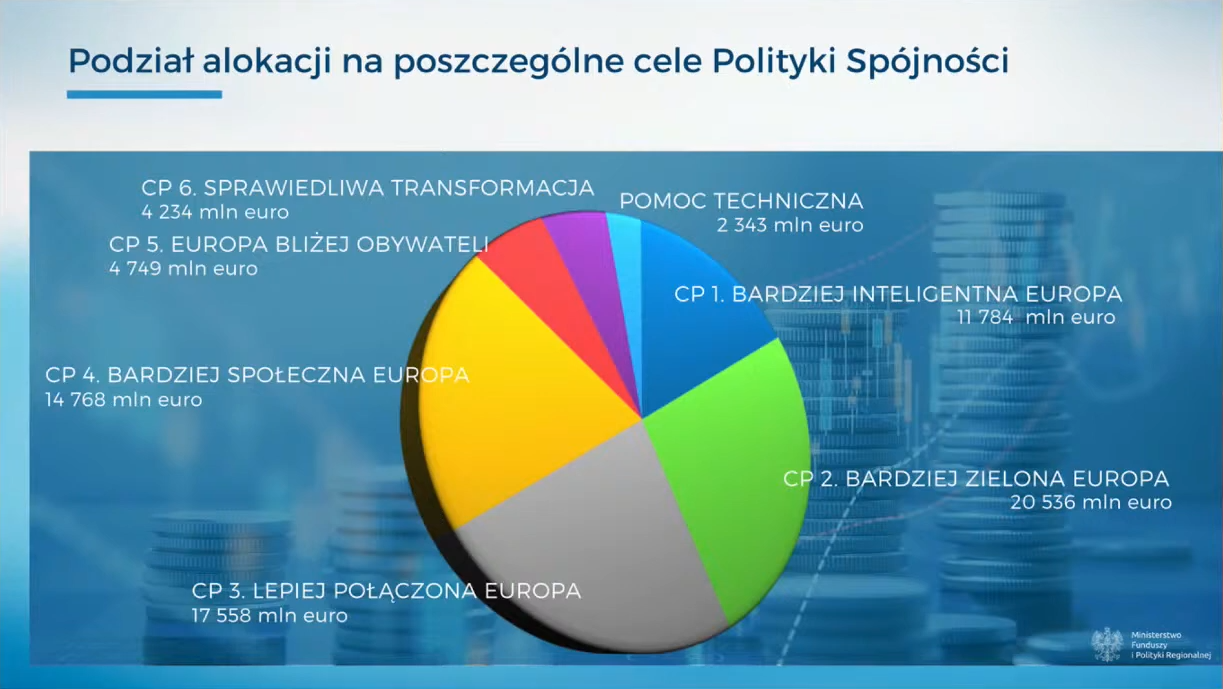 Podział alokacji na poszczególne cele Polityki Spójności
CP 6. SPRAWIEDLIWA TRANSFORMACJA
4 234 mln euro
POMOC TECHNICZNA
2 343 mln euro
CP 5. EUROPA BLIŻEJ OBYWATELI
4 749 mln euro
CP 1. BARDZIEJ INTELIGENTNA EUROPA
11 784 mln euro
CP 4. BARDZIEJ SPOŁECZNA EUROPA
14 768 mln euro
CP 2. BARDZIEJ ZIELONA EUROPA
20 536 mln euro
CP 3. LEPIEJ POŁĄCZONA EUROPA
17 558 mln euro
Ministerstwo
Funduszy
i Polityki Regionalnej